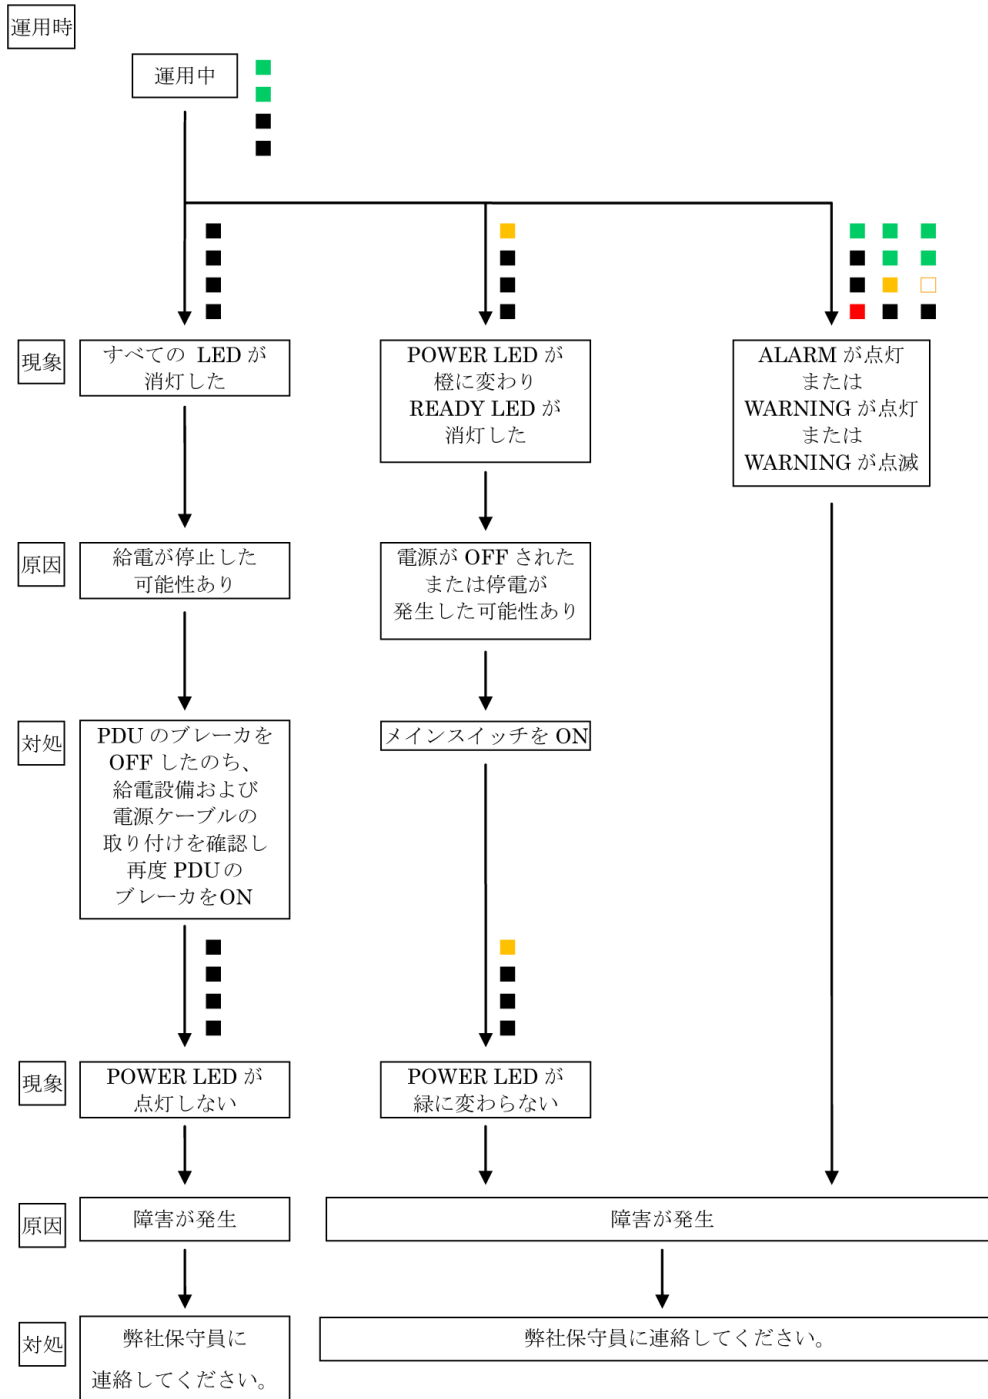 運用時
運用中
現象
すべての LED が
消灯した
POWER LED が
橙に変わり
READY LED が
消灯した
ALARM が点灯
または
WARNING が点灯
または
WARNING が点滅
原因
給電が停止した
可能性あり
電源が OFF された
または停電が
発生した可能性あり
対処
PDU のブレーカを
OFF したのち、
給電設備および
電源ケーブルの
取り付けを確認し
再度 PDU の
ブレーカをON
メインスイッチを ON
現象
POWER LED が
点灯しない
POWER LED が
緑に変わらない
原因
障害が発生
障害が発生
対処
弊社保守員に
連絡してください。
弊社保守員に連絡してください。